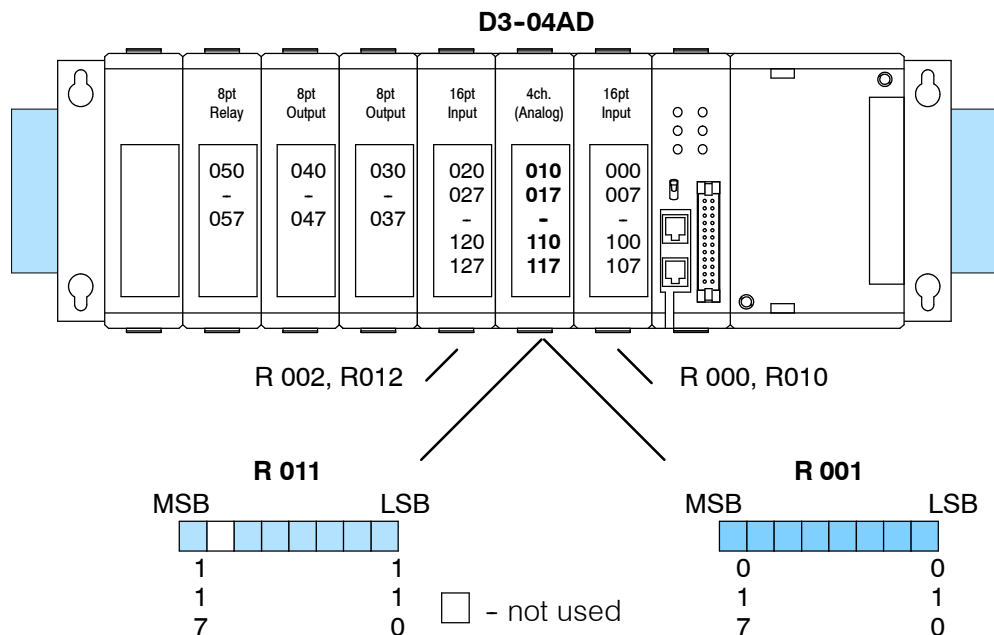 D3-04AD
8pt Relay
8pt Output
8pt Output
16pt Input
4ch. (Analog)
16pt Input
050 - 057
040 - 047
030 - 037
020 027 - 120 127
010 017 - 110 117
000 007 - 100 107
R 002, R012
R 000, R010
R 011
MSB LSB
1 1
1 1
7 0
R 001
MSB LSB
0 0
1 1
7 0
- not used